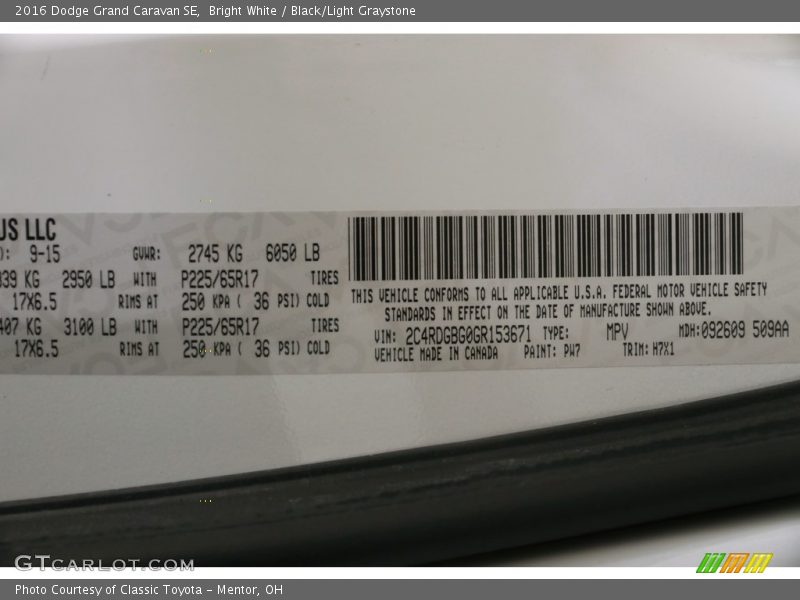 2016 Dodge Grand Caravan SE, Bright White / Black/Light Graystone
US LLC
9-15 GVWR: 2745 KG 6050 LB
339 KG 2950 LB WITH P225/65R17 TIRES
17X6.5 RIMS AT 250 KPA ( 36 PSI) COLD
407 KG 3100 LB WITH P225/65R17 TIRES
17X6.5 RIMS AT 250 KPA ( 36 PSI) COLD
THIS VEHICLE CONFORMS TO ALL APPLICABLE U.S.A. FEDERAL MOTOR VEHICLE SAFETY
STANDARDS IN EFFECT ON THE DATE OF MANUFACTURE SHOWN ABOVE.
VIN: 2C4RDGBG0GR153671 TYPE: MPV MDH: 092609 509AA
VEHICLE MADE IN CANADA PAINT: PW7 TRIM: H7X1
GTCARLOT.COM
Photo Courtesy of Classic Toyota – Mentor, OH